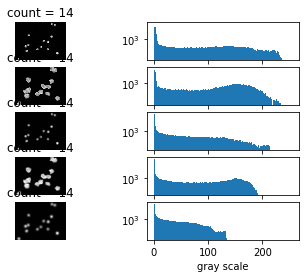 count = 14
10³
count = 14
10³
count = 14
10³
count = 14
10³
count = 14
10³
0 100 200
gray scale